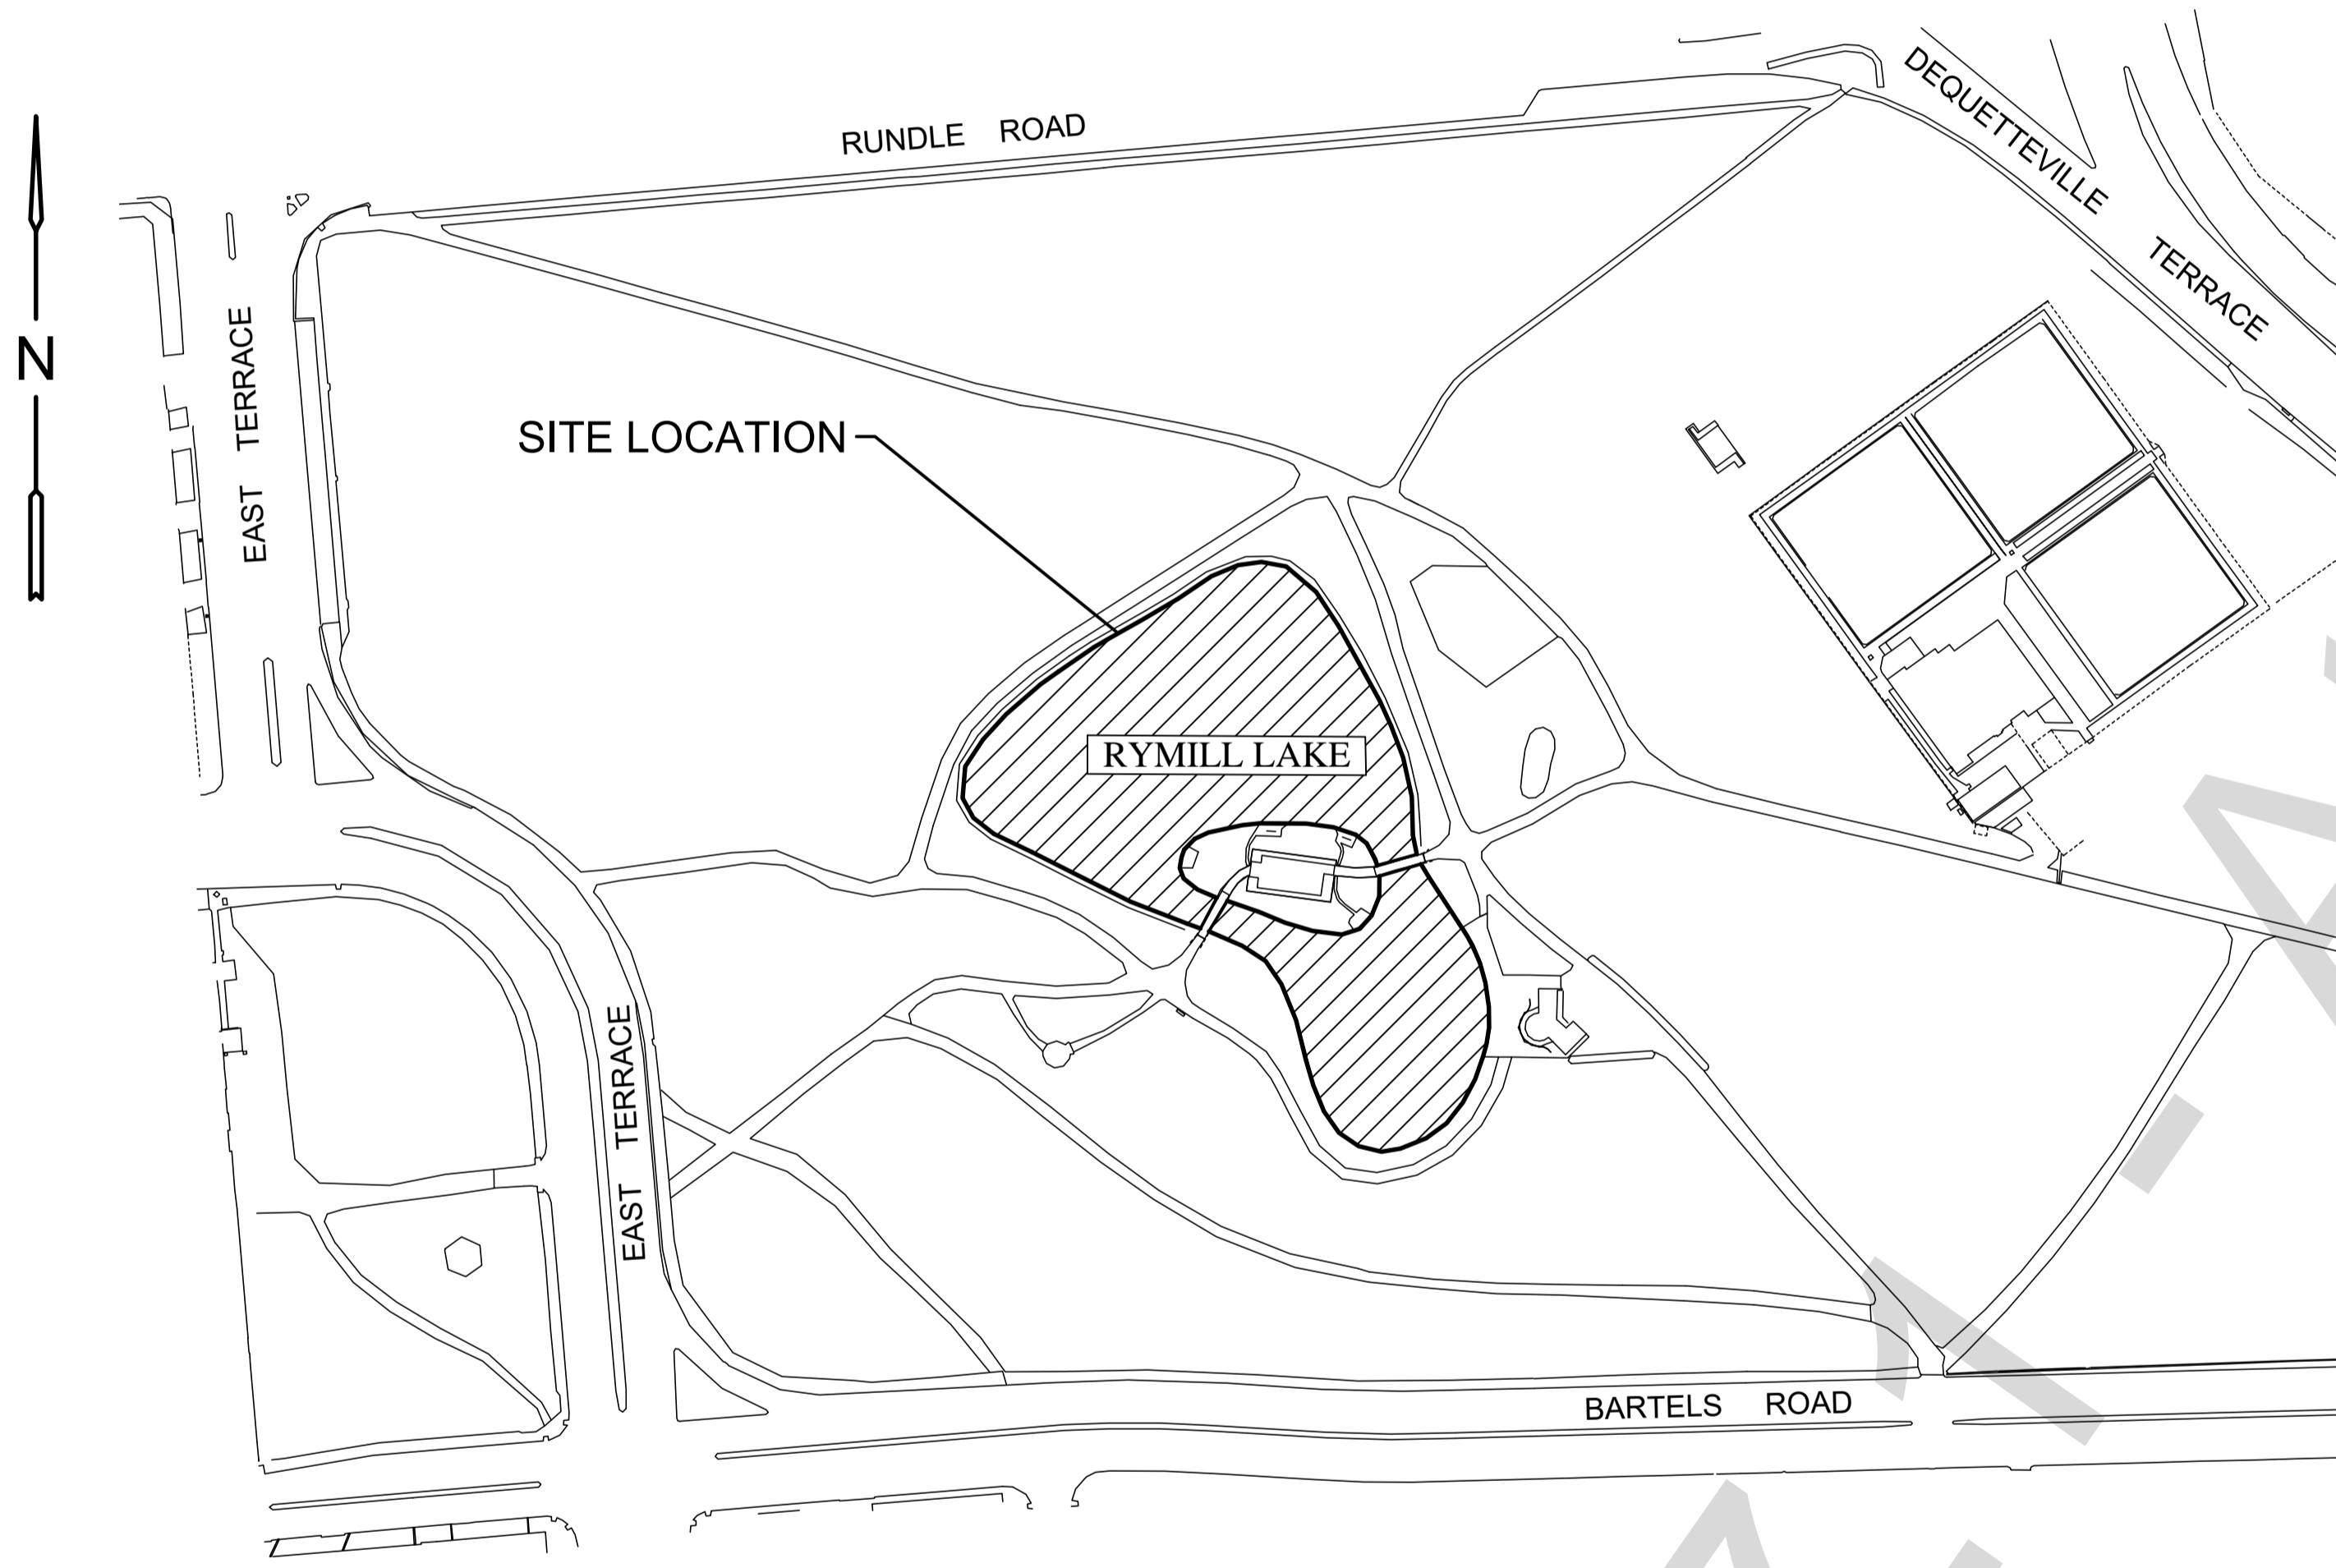 RUNDLE ROAD
DEQUETTEVILLE TERRACE
N
EAST TERRACE
SITE LOCATION
RYMILL LAKE
EAST TERRACE
BARTELS ROAD